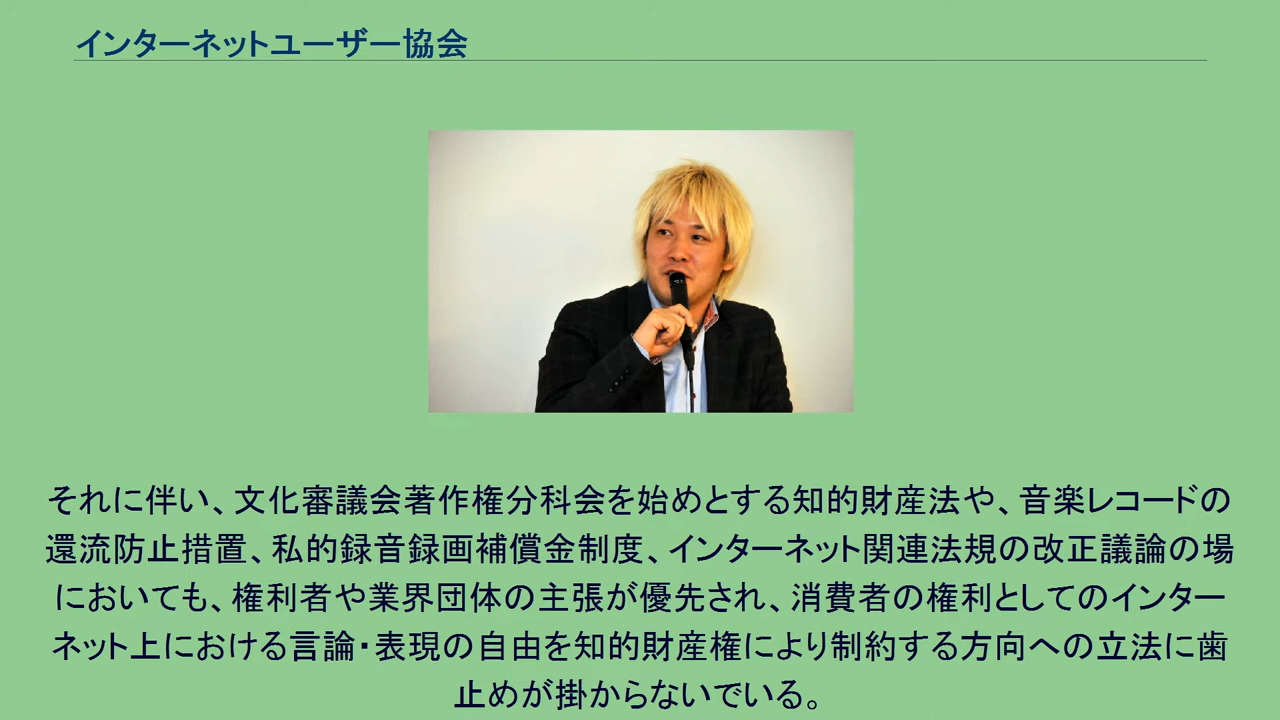 インターネットユーザー協会
それに伴い、文化審議会著作権分科会を始めとする知的財産法や、音楽レコードの
還流防止措置、私的録音録画補償金制度、インターネット関連法規の改正議論の場
においても、権利者や業界団体の主張が優先され、消費者の権利としてのインター
ネット上における言論・表現の自由を知的財産権により制約する方向への立法に歯
止めが掛からないでいる。